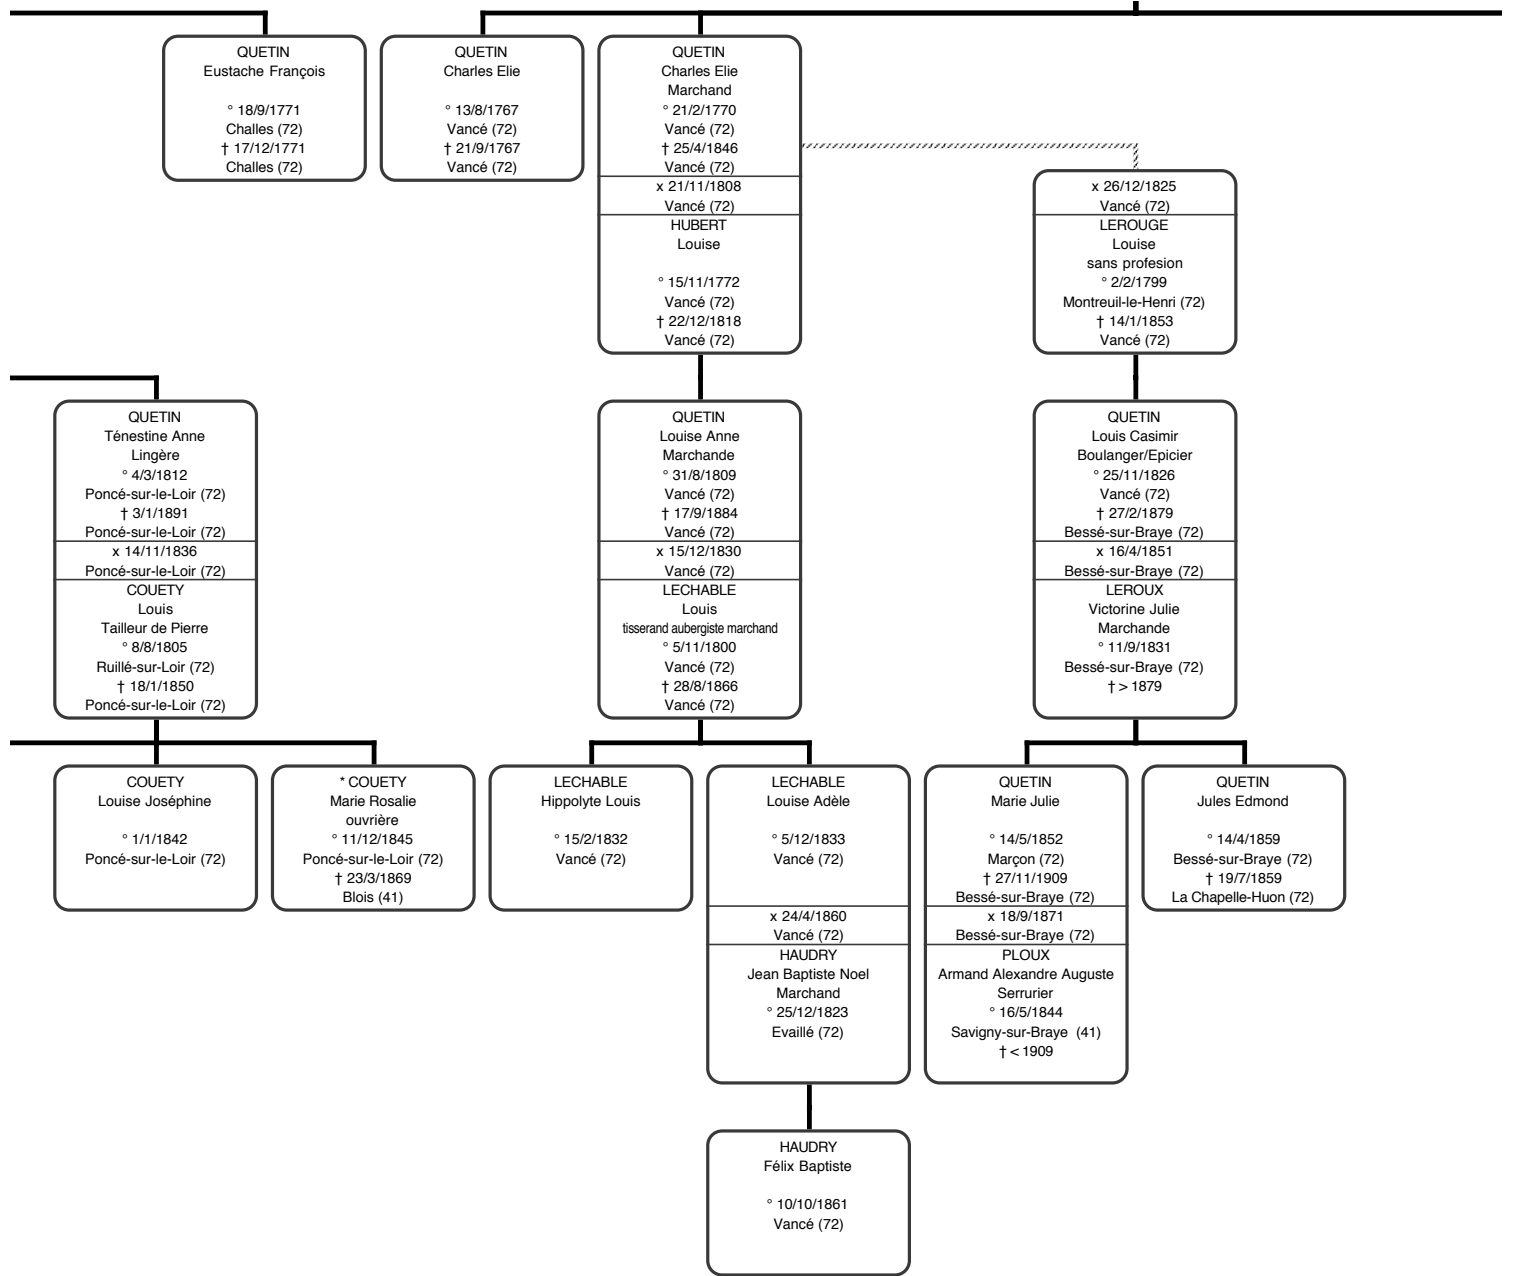 QUETIN
Eustache François
° 18/9/1771
Challes (72)
† 17/12/1771
Challes (72)
QUETIN
Charles Elie
° 13/8/1767
Vancé (72)
† 21/9/1767
Vancé (72)
QUETIN
Charles Elie
Marchand
° 21/2/1770
Vancé (72)
† 25/4/1846
Vancé (72)
x 21/11/1808
Vancé (72)
HUBERT
Louise
° 15/11/1772
Vancé (72)
† 22/12/1818
Vancé (72)
x 26/12/1825
Vancé (72)
LEROUGE
Louise
sans profesion
° 2/2/1799
Montreuil-le-Henri (72)
† 14/1/1853
Vancé (72)
QUETIN
Ténestine Anne
Lingère
° 4/3/1812
Poncé-sur-le-Loir (72)
† 3/1/1891
Poncé-sur-le-Loir (72)
x 14/11/1836
Poncé-sur-le-Loir (72)
COUETY
Louis
Tailleur de Pierre
° 8/8/1805
Ruillé-sur-Loir (72)
† 18/1/1850
Poncé-sur-le-Loir (72)
QUETIN
Louise Anne
Marchande
° 31/8/1809
Vancé (72)
† 17/9/1884
Vancé (72)
x 15/12/1830
Vancé (72)
LECHABLE
Louis
tisserand aubergiste marchand
° 5/11/1800
Vancé (72)
† 28/8/1866
Vancé (72)
QUETIN
Louis Casimir
Boulanger/Epicier
° 25/11/1826
Vancé (72)
† 27/2/1879
Bessé-sur-Braye (72)
x 16/4/1851
Bessé-sur-Braye (72)
LEROUX
Victorine Julie
Marchande
° 11/9/1831
Bessé-sur-Braye (72)
† > 1879
COUETY
Louise Joséphine
° 1/1/1842
Poncé-sur-le-Loir (72)
* COUETY
Marie Rosalie
ouvrière
° 11/12/1845
Poncé-sur-le-Loir (72)
† 23/3/1869
Blois (41)
LECHABLE
Hippolyte Louis
° 15/2/1832
Vancé (72)
LECHABLE
Louise Adèle
° 5/12/1833
Vancé (72)
x 24/4/1860
Vancé (72)
HAUDRY
Jean Baptiste Noel
Marchand
° 25/12/1823
Evaillé (72)
QUETIN
Marie Julie
° 14/5/1852
Marçon (72)
† 27/11/1909
Bessé-sur-Braye (72)
x 18/9/1871
Bessé-sur-Braye (72)
PLOUX
Armand Alexandre Auguste
Serrurier
° 16/5/1844
Savigny-sur-Braye (41)
† < 1909
QUETIN
Jules Edmond
° 14/4/1859
Bessé-sur-Braye (72)
† 19/7/1859
La Chapelle-Huon (72)
HAUDRY
Félix Baptiste
° 10/10/1861
Vancé (72)